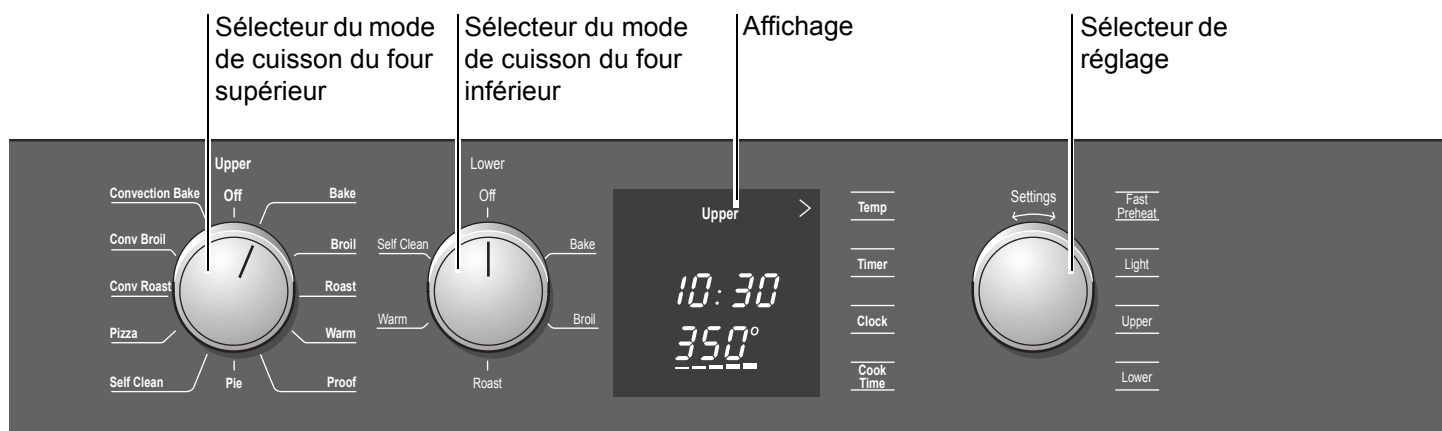 Sélecteur du mode
de cuisson du four
supérieur
Sélecteur du mode
de cuisson du four
inférieur
Affichage
Sélecteur de
réglage
Upper
Convection Bake
Off
Bake
Conv Broil
Broil
Conv Roast
Roast
Pizza
Warm
Self Clean
Pie
Proof
Lower
Off
Self Clean
Bake
Warm
Broil
Roast
Upper >
10:30
350°
Temp
Timer
Clock
Cook
Time
Settings
Fast
Preheat
Light
Upper
Lower